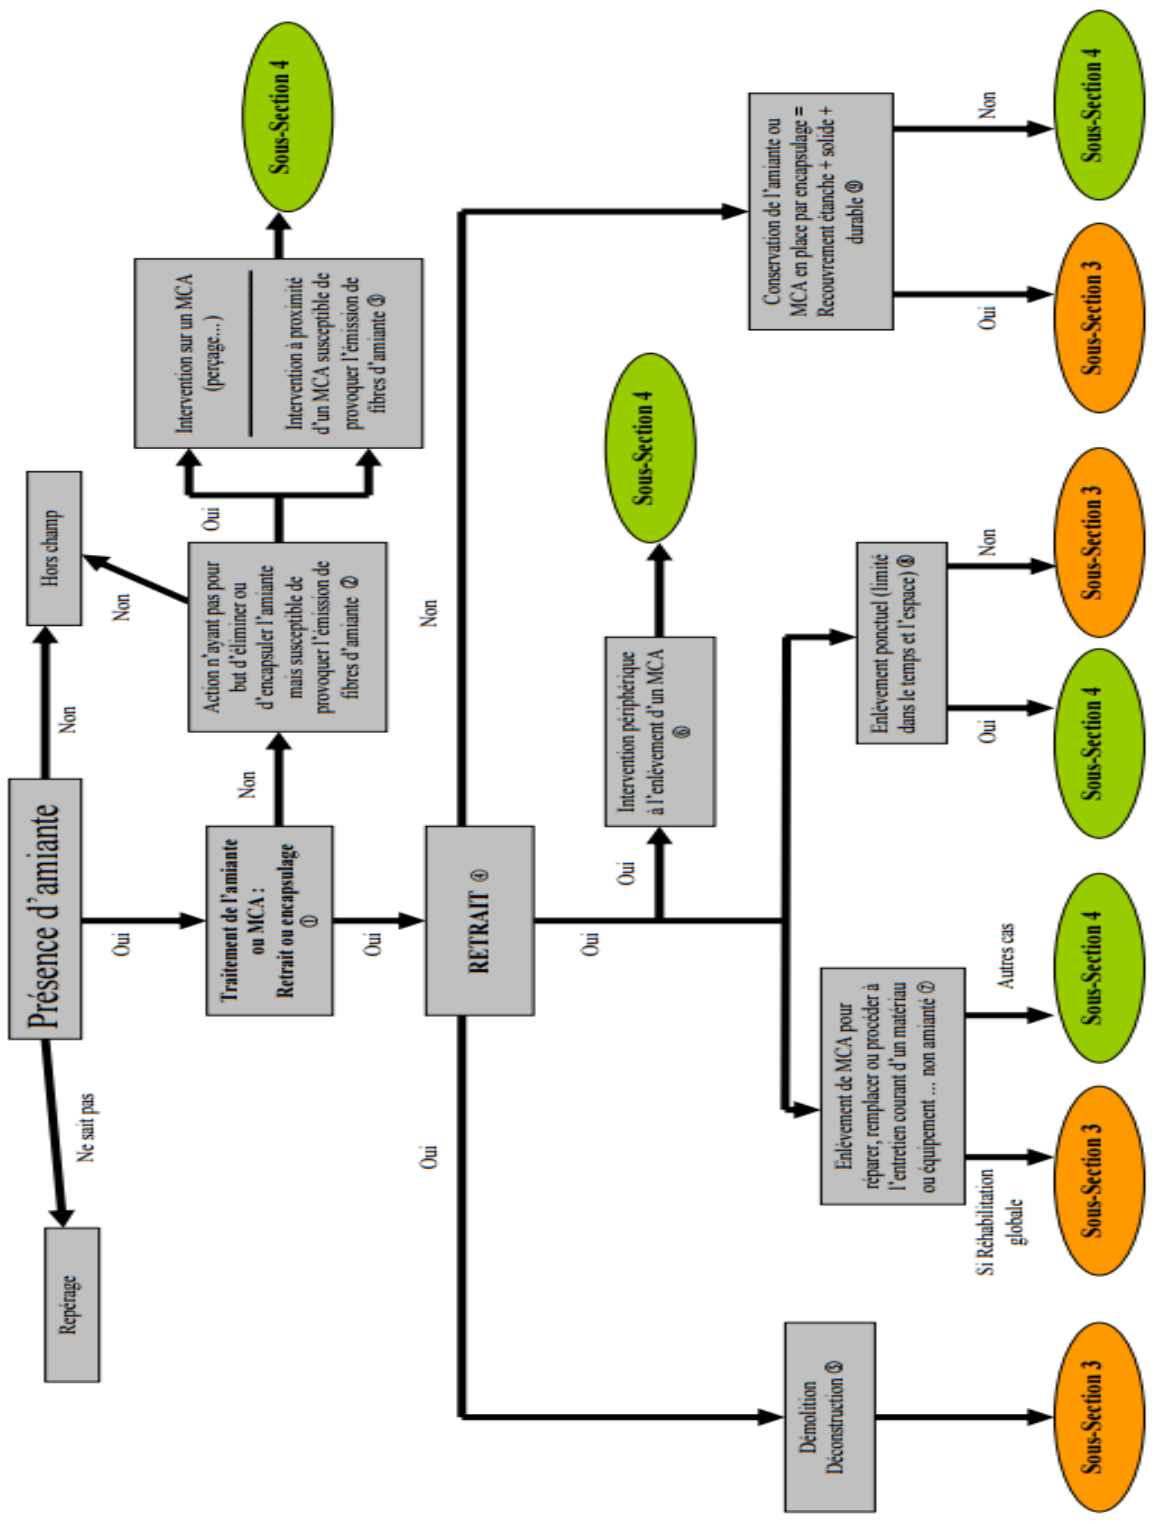 Présence d'amiante
Ne sait pas
Repérage
Non
Hors champ
Oui
Traitement de l'amiante
ou MCA :
Retrait ou encapsulage
①
Non
Action n'ayant pas pour
but d'éliminer ou
d'encapsuler l'amiante
mais susceptible de
provoquer l'émission de
fibres d'amiante ②
Non
Oui
Intervention sur un MCA
(perçage...)
Intervention à proximité
d'un MCA susceptible de
provoquer l'émission de
fibres d'amiante ③
Sous-Section 4
Oui
RETRAIT ④
Oui
Non
Oui
Oui
Intervention périphérique
à l'enlèvement d'un MCA
⑥
Sous-Section 4
Démolition
Déconstruction ⑤
Sous-Section 3
Enlèvement de MCA pour
réparer, remplacer ou procéder à
l'entretien courant d'un matériau
ou équipement ... non amianté ⑦
Si Réhabilitation
globale
Autres cas
Sous-Section 3
Sous-Section 4
Enlèvement ponctuel (limité
dans le temps et l'espace) ⑧
Oui
Non
Sous-Section 4
Sous-Section 3
Conservation de l'amiante ou
MCA en place par encapsulage =
Recouvrement étanche + solide +
durable ⑨
Oui
Non
Sous-Section 3
Sous-Section 4